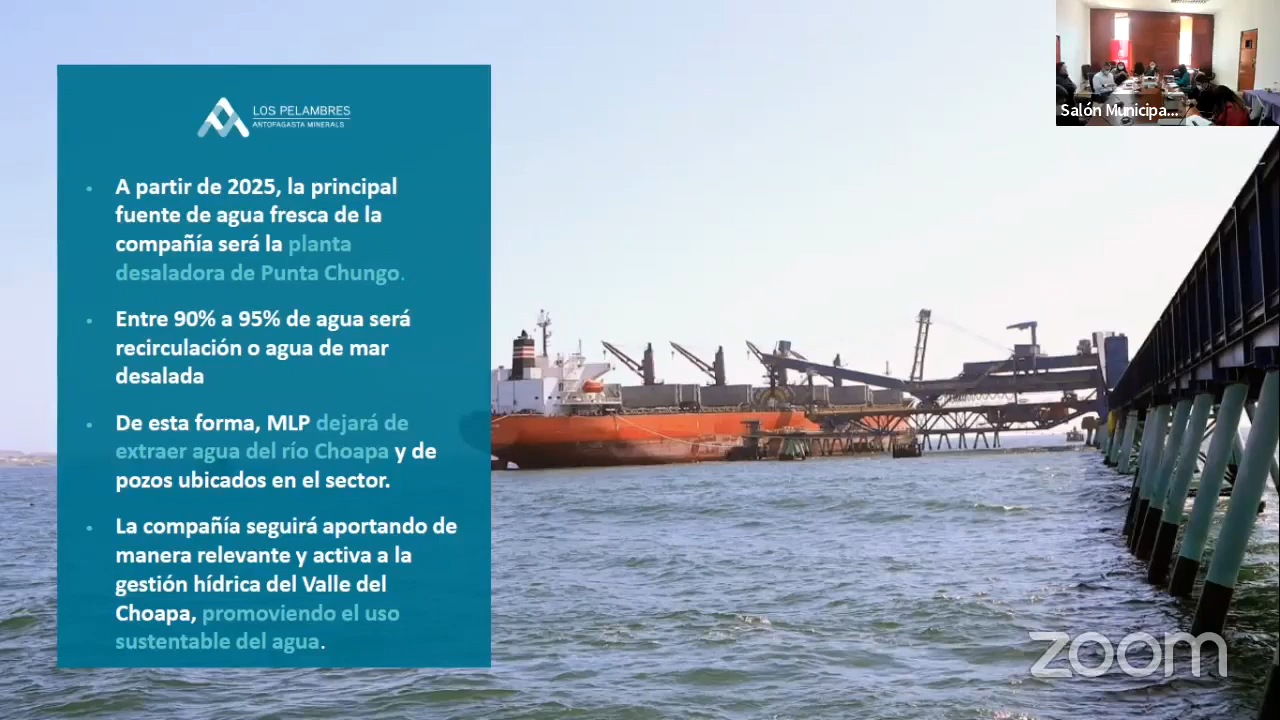 Salón Municipa...
LOS PELAMBRES
ANTOFAGASTA MINERALS
• A partir de 2025, la principal
fuente de agua fresca de la
compañía será la planta
desaladora de Punta Chungo.
• Entre 90% a 95% de agua será
recirculación o agua de mar
desalada
• De esta forma, MLP dejará de
extraer agua del río Choapa y de
pozos ubicados en el sector.
• La compañía seguirá aportando de
manera relevante y activa a la
gestión hídrica del Valle del
Choapa, promoviendo el uso
sustentable del agua.
zoom